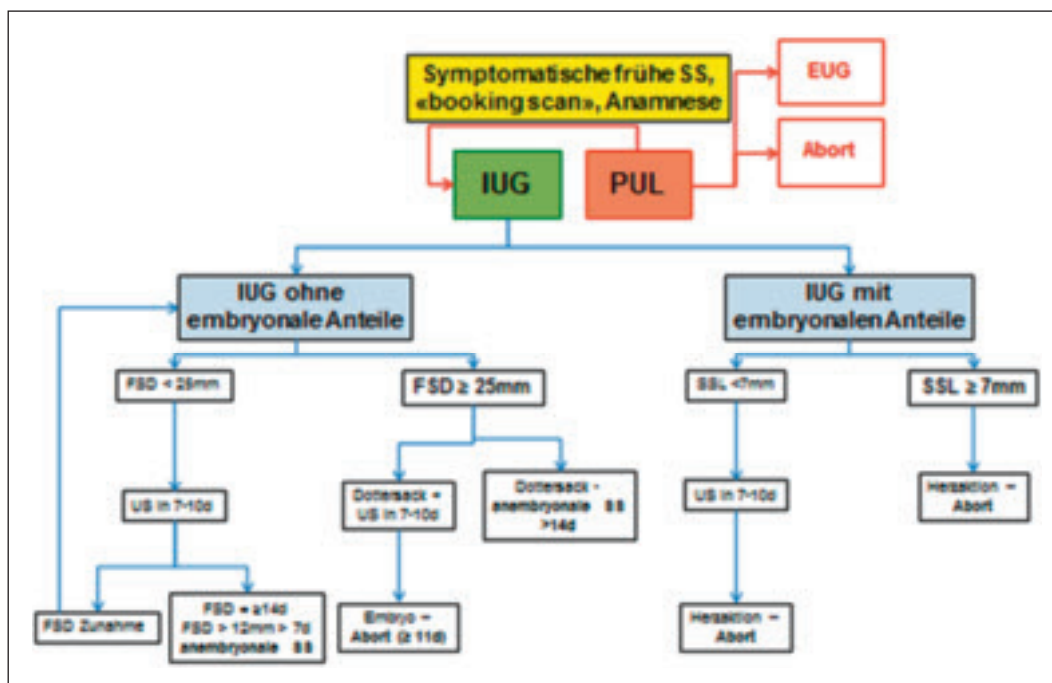 Symptomatische frühe SS,
«booking scan», Anamnese
EUG
Abort
IUG
PUL
IUG ohne
embryonale Anteile
IUG mit
embryonalen Anteile
FSD < 25mm
FSD ≥ 25mm
SSL <7mm
SSL ≥ 7mm
US in 7-10d
Dottersack +
US in 7-10d
Dottersack -
anembryonale SS
>14d
US in 7-10d
Herzaktion –
Abort
FSD Zunahme
FSD = ≥14d
FSD > 12mm > 7d
anembryonale SS
Embryo –
Abort (≥ 11d)
Herzaktion –
Abort